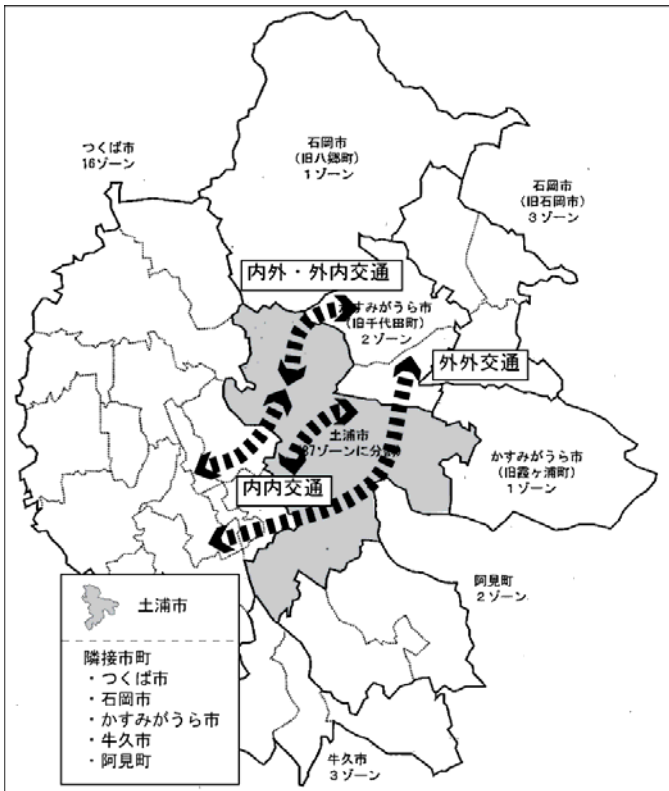 つくば市
16ゾーン
石岡市
(旧八郷町)
1ゾーン
石岡市
(旧石岡市)
3ゾーン
内外・外内交通
すみがうら市
(旧千代田町)
2ゾーン
外外交通
土浦市
37ゾーンに分
かすみがうら市
(旧霞ヶ浦町)
1ゾーン
内内交通
阿見町
2ゾーン
土浦市
隣接市町
・つくば市
・石岡市
・かすみがうら市
・牛久市
・阿見町
牛久市
3ゾーン